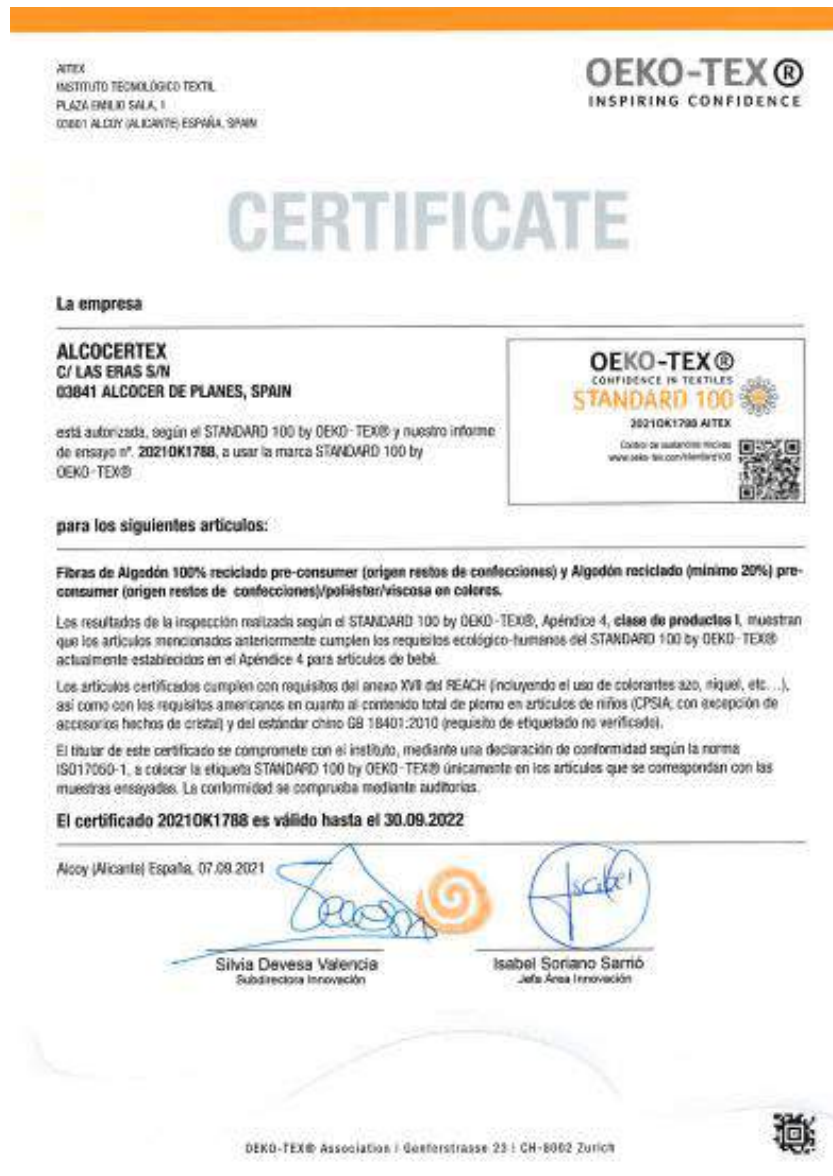 AITEX
INSTITUTO TECNOLÓGICO TEXTIL
PLAZA EMILIO SALA, 1
03801 ALCOY (ALICANTE) ESPAÑA, SPAIN
OEKO-TEX®
INSPIRING CONFIDENCE
CERTIFICATE
La empresa
ALCOCERTEX
C/ LAS ERAS S/N
03841 ALCOCER DE PLANES, SPAIN
está autorizada, según el STANDARD 100 by OEKO-TEX® y nuestro informe
de ensayo nº. 2021OK1788, a usar la marca STANDARD 100 by
OEKO-TEX®
OEKO-TEX®
CONFIDENCE IN TEXTILES
STANDARD 100
2021OK1788 AITEX
Control de sustancias nocivas
www.oeko-tex.com/standard100
para los siguientes artículos:
Fibras de Algodón 100% reciclado pre-consumer (origen restos de confecciones) y Algodón reciclado (mínimo 20%) pre-
consumer (origen restos de confecciones)/poliéster/viscosa en colores.
Los resultados de la inspección realizada según el STANDARD 100 by OEKO-TEX®, Apéndice 4, clase de productos I, muestran
que los artículos mencionados anteriormente cumplen los requisitos ecológico-humanos del STANDARD 100 by OEKO-TEX®
actualmente establecidos en el Apéndice 4 para artículos de bebé.
Los artículos certificados cumplen con requisitos del anexo XVII del REACH (incluyendo el uso de colorantes azo, níquel, etc. ...),
así como con los requisitos americanos en cuanto al contenido total de plomo en artículos de niños (CPSIA; con excepción de
accesorios hechos de cristal) y del estándar chino GB 18401:2010 (requisito de etiquetado no verificado).
El titular de este certificado se compromete con el instituto, mediante una declaración de conformidad según la norma
ISO17050-1, a colocar la etiqueta STANDARD 100 by OEKO-TEX® únicamente en los artículos que se correspondan con las
muestras ensayadas. La conformidad se comprueba mediante auditorías.
El certificado 2021OK1788 es válido hasta el 30.09.2022
Alcoy (Alicante) España, 07.09.2021
Isabel
Silvia Devesa Valencia
Subdirectora Innovación
Isabel Soriano Sarrió
Jefa Área Innovación
OEKO-TEX® Association | Genferstrasse 23 | CH-8002 Zurich